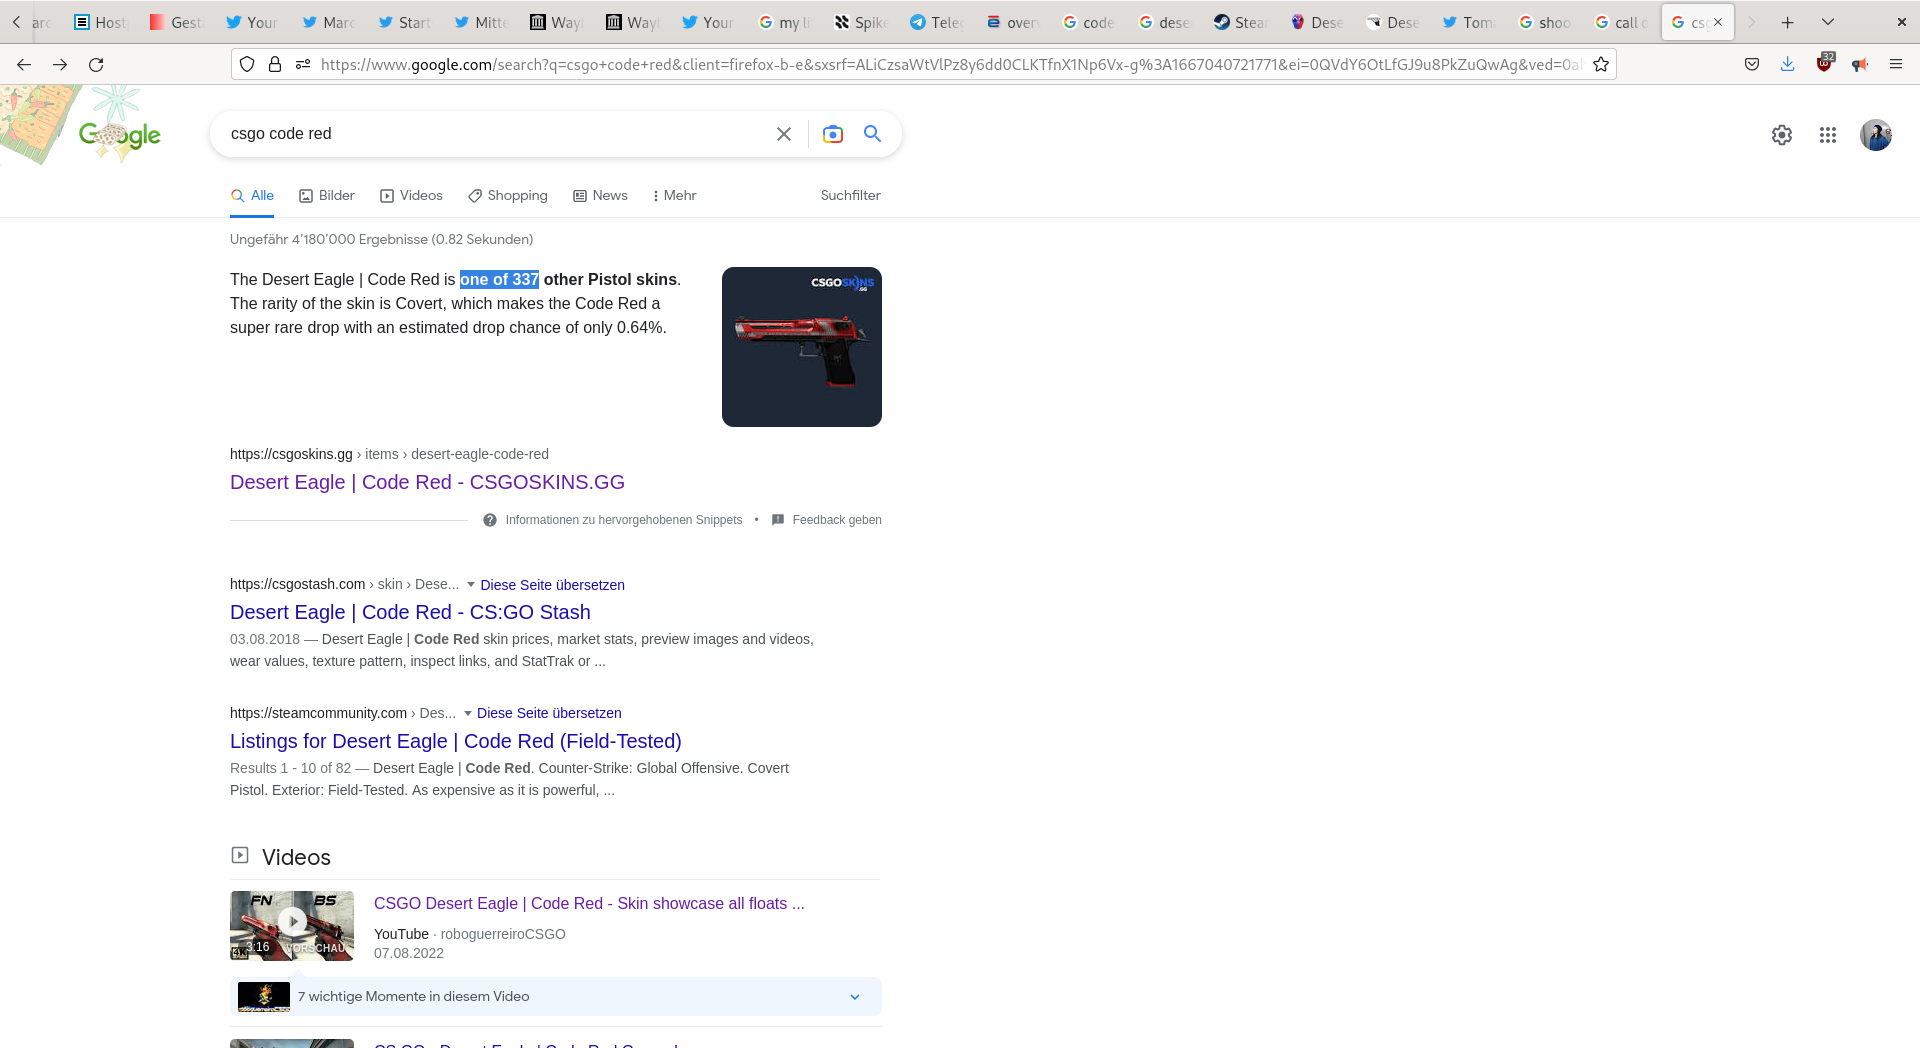 arc
Host
Gest
Your
Marc
Start
Mitte
Wayl
Wayl
Your
my li
Spike
Teleg
over
code
dese
Stear
Dese
Dese
Toma
shoo
call o
csg
https://www.google.com/search?q=csgo+code+red&client=firefox-b-e&sxsrf=ALiCzsaWtVlPz8y6dd0CLKTfnX1Np6Vx-g%3A1667040721771&ei=0QVdY6OtLfGJ9u8PkZuQwAg&ved=0a
32
Google
csgo code red
Alle
Bilder
Videos
Shopping
News
Mehr
Suchfilter
Ungefähr 4'180'000 Ergebnisse (0.82 Sekunden)
The Desert Eagle | Code Red is one of 337 other Pistol skins.
The rarity of the skin is Covert, which makes the Code Red a
super rare drop with an estimated drop chance of only 0.64%.
CSGOSKINS
.GG
https://csgoskins.gg › items › desert-eagle-code-red
Desert Eagle | Code Red - CSGOSKINS.GG
Informationen zu hervorgehobenen Snippets • Feedback geben
https://csgostash.com › skin › Dese... Diese Seite übersetzen
Desert Eagle | Code Red - CS:GO Stash
03.08.2018 — Desert Eagle | Code Red skin prices, market stats, preview images and videos,
wear values, texture pattern, inspect links, and StatTrak or ...
https://steamcommunity.com › Des... Diese Seite übersetzen
Listings for Desert Eagle | Code Red (Field-Tested)
Results 1 - 10 of 82 — Desert Eagle | Code Red. Counter-Strike: Global Offensive. Covert
Pistol. Exterior: Field-Tested. As expensive as it is powerful, ...
Videos
FN BS
4K 3:16 VORSCHAU
CSGO Desert Eagle | Code Red - Skin showcase all floats ...
YouTube · roboguerreiroCSGO
07.08.2022
7 wichtige Momente in diesem Video